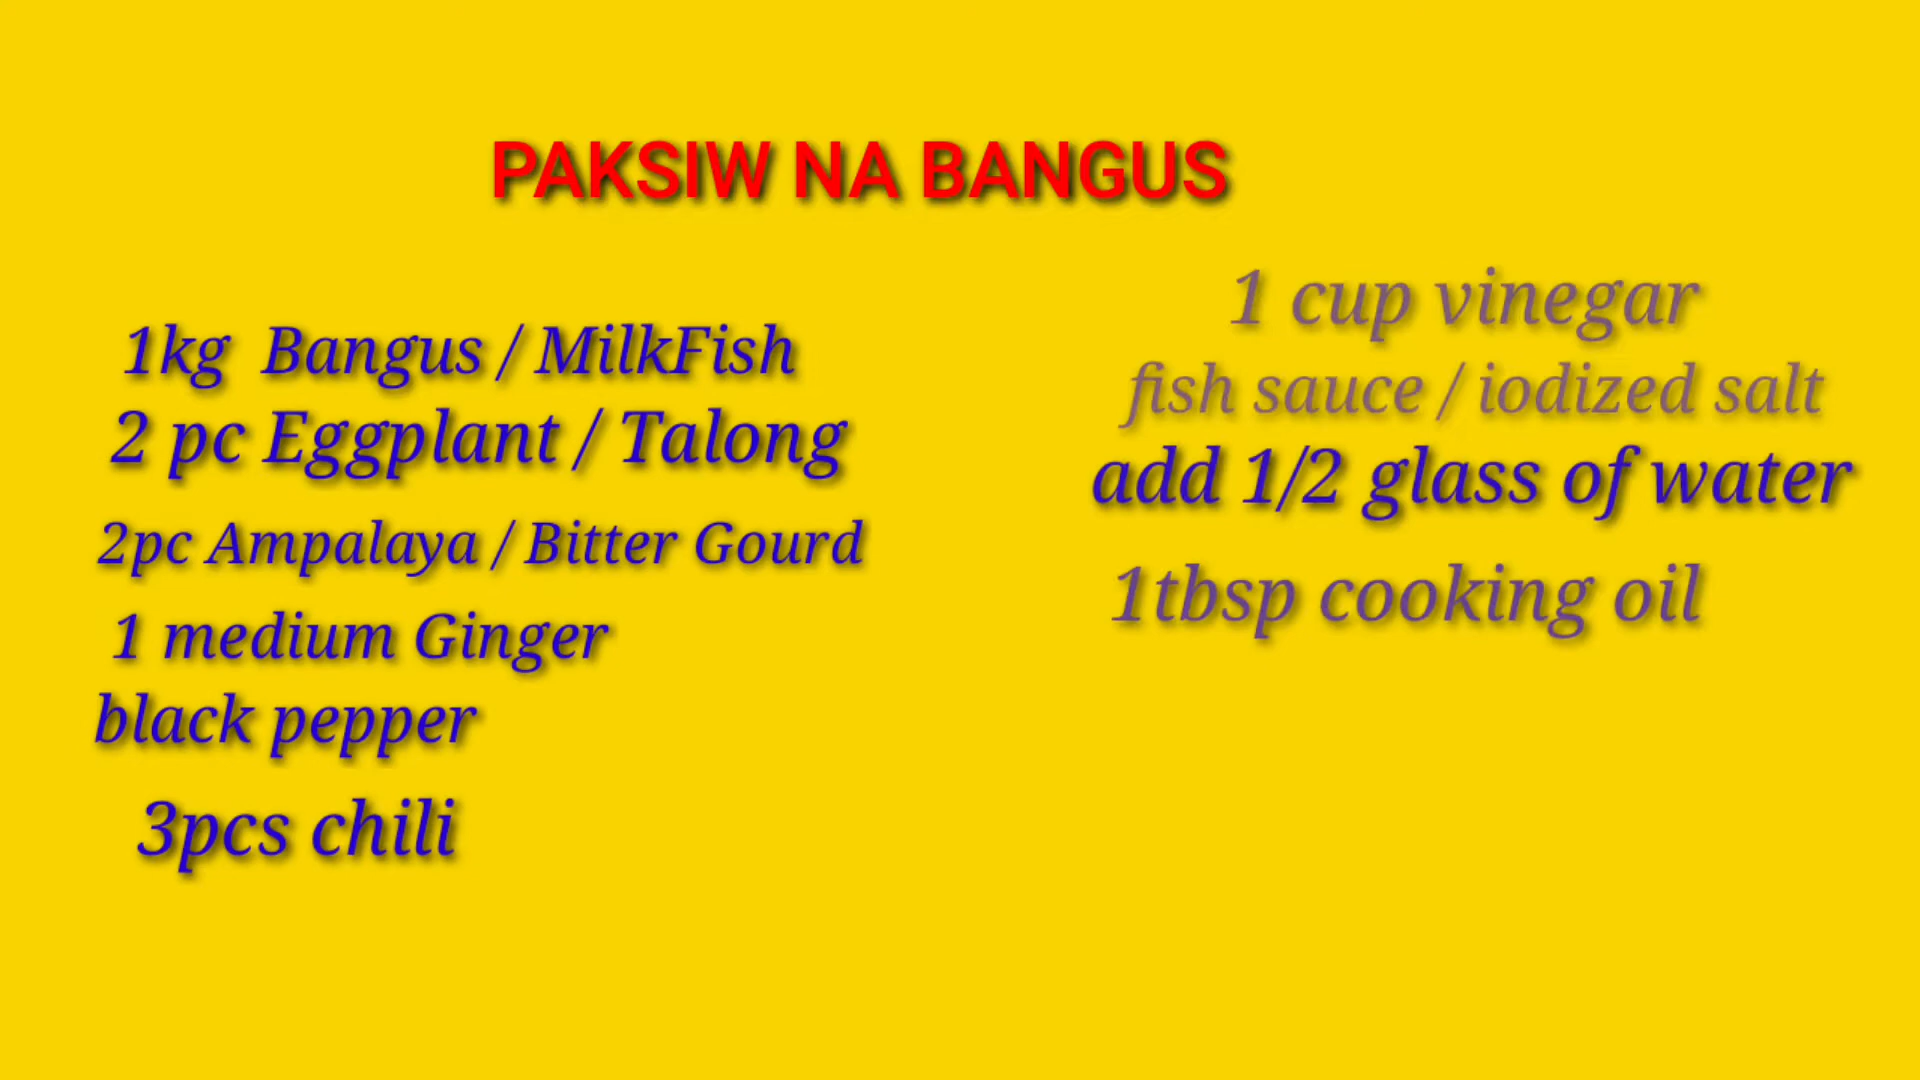 PAKSIW NA BANGUS
1kg Bangus / MilkFish
2 pc Eggplant / Talong
2pc Ampalaya / Bitter Gourd
1 medium Ginger
black pepper
3pcs chili
1 cup vinegar
fish sauce / iodized salt
add 1/2 glass of water
1tbsp cooking oil